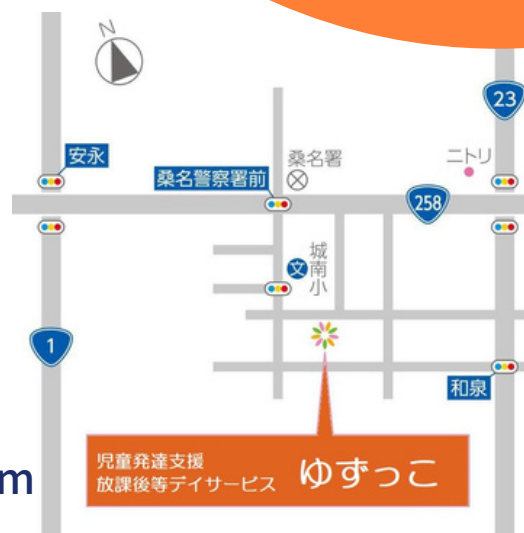 N
23
安永
桑名署
ニトリ
桑名警察署前
258
文
城南小
1
和泉
m
児童発達支援
放課後等デイサービス
ゆずっこ